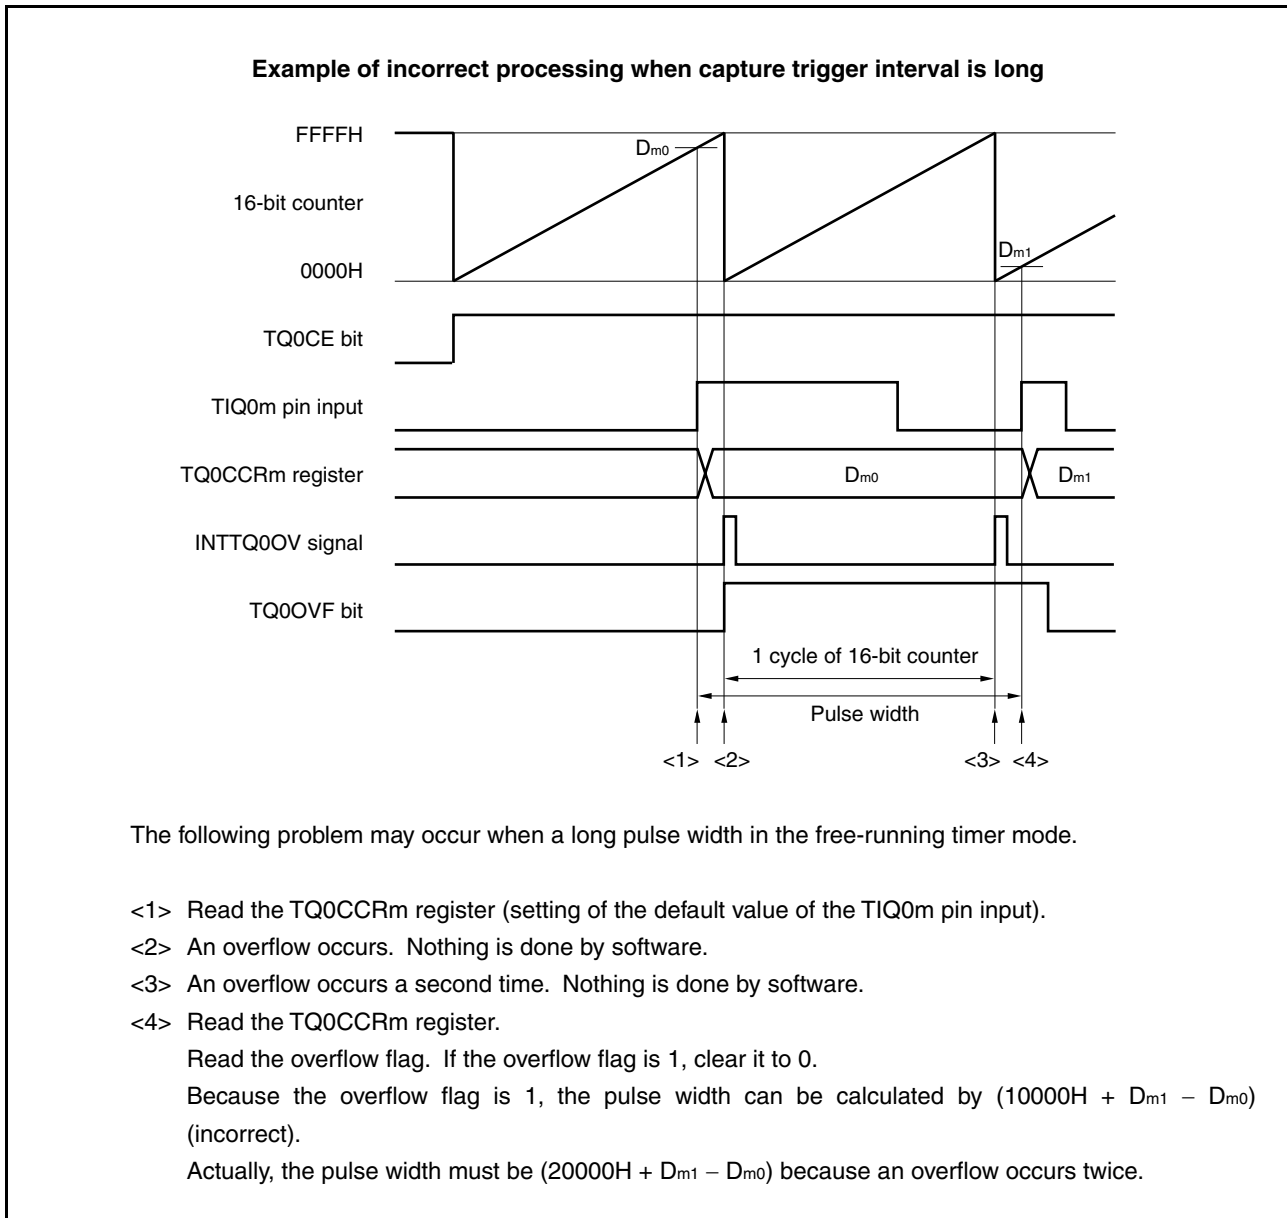 Example of incorrect processing when capture trigger interval is long
FFFFH
Dm0
16-bit counter
Dm1
0000H
TQ0CE bit
TIQ0m pin input
TQ0CCRm register
Dm0
Dm1
INTTQ0OV signal
TQ0OVF bit
1 cycle of 16-bit counter
Pulse width
<1> <2> <3> <4>
The following problem may occur when a long pulse width in the free-running timer mode.
<1> Read the TQ0CCRm register (setting of the default value of the TIQ0m pin input).
<2> An overflow occurs. Nothing is done by software.
<3> An overflow occurs a second time. Nothing is done by software.
<4> Read the TQ0CCRm register.
Read the overflow flag. If the overflow flag is 1, clear it to 0.
Because the overflow flag is 1, the pulse width can be calculated by (10000H + Dm1 − Dm0)
(incorrect).
Actually, the pulse width must be (20000H + Dm1 − Dm0) because an overflow occurs twice.